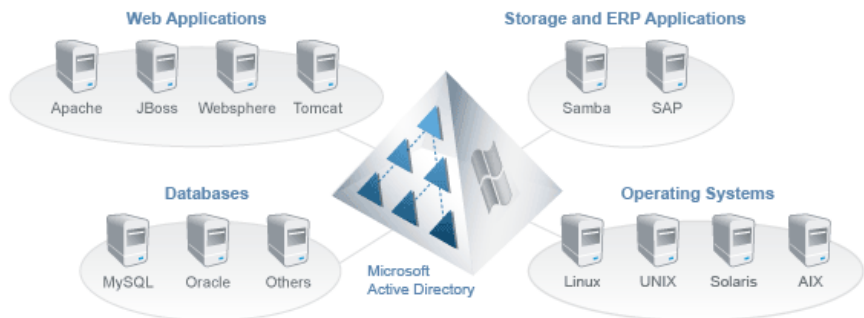 Web Applications
Storage and ERP Applications
Apache
JBoss
Websphere
Tomcat
Samba
SAP
Databases
Operating Systems
MySQL
Oracle
Others
Microsoft
Active Directory
Linux
UNIX
Solaris
AIX